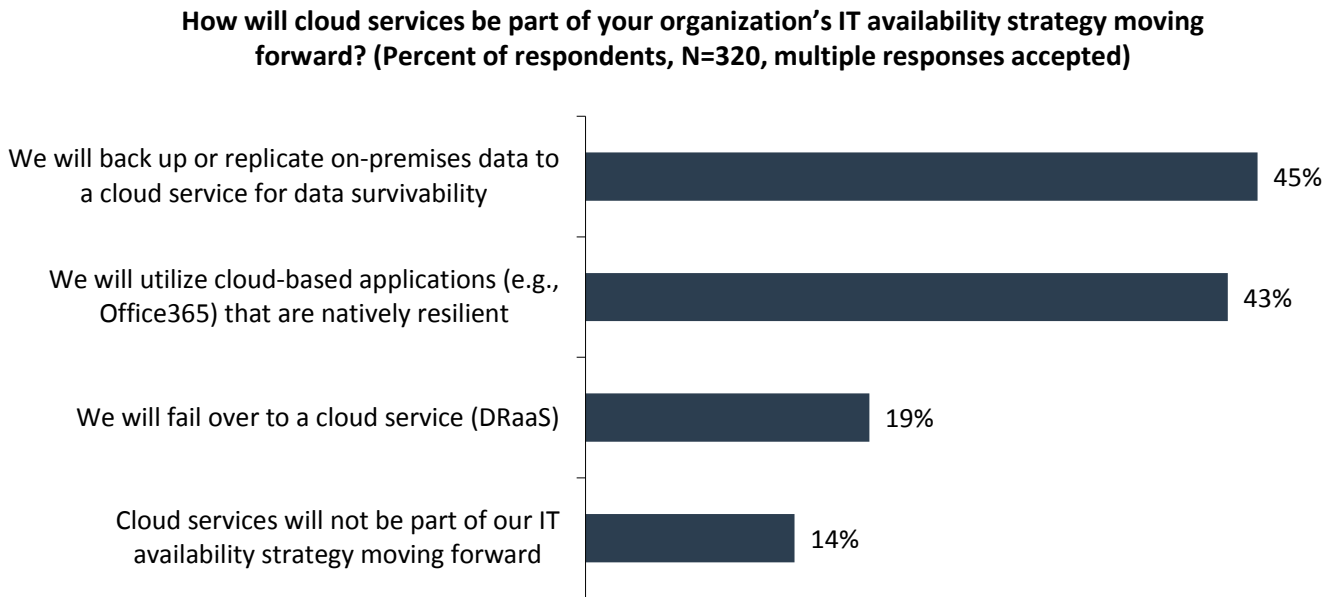 How will cloud services be part of your organization’s IT availability strategy moving
forward? (Percent of respondents, N=320, multiple responses accepted)
We will back up or replicate on-premises data to
a cloud service for data survivability
45%
We will utilize cloud-based applications (e.g.,
Office365) that are natively resilient
43%
We will fail over to a cloud service (DRaaS)
19%
Cloud services will not be part of our IT
availability strategy moving forward
14%